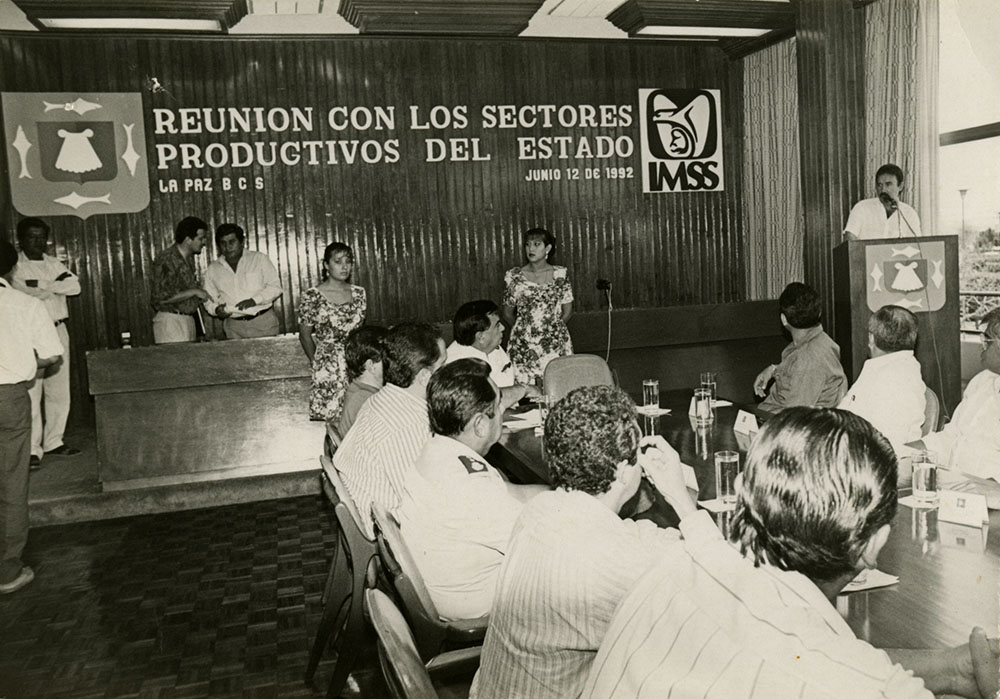 REUNION CON LOS SECTORES
PRODUCTIVOS DEL ESTADO
LA PAZ B C S
JUNIO 12 DE 1992
IMSS